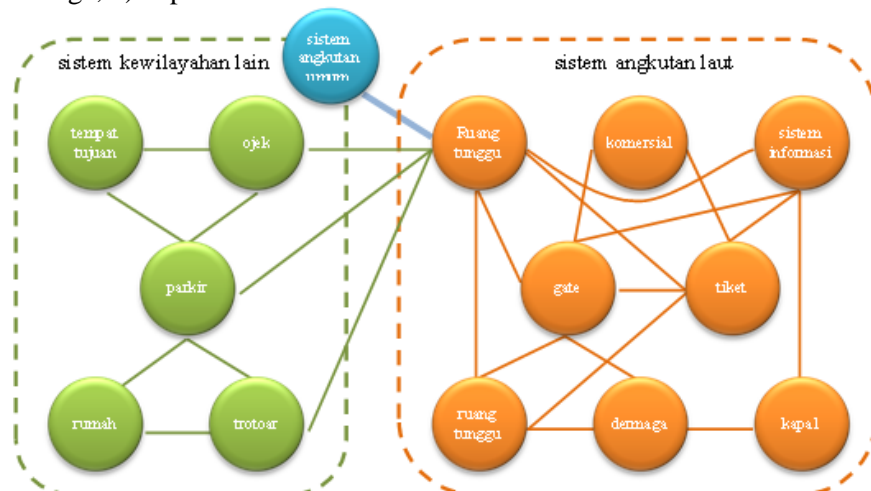 sistem
angkutan
umum
sistem kewilayahan lain
sistem angkutan laut
tempat
tujuan
ojek
Ruang
tunggu
komersial
sistem
informasi
parkir
gate
tiket
rumah
trotoar
ruang
tunggu
dermaga
kapal